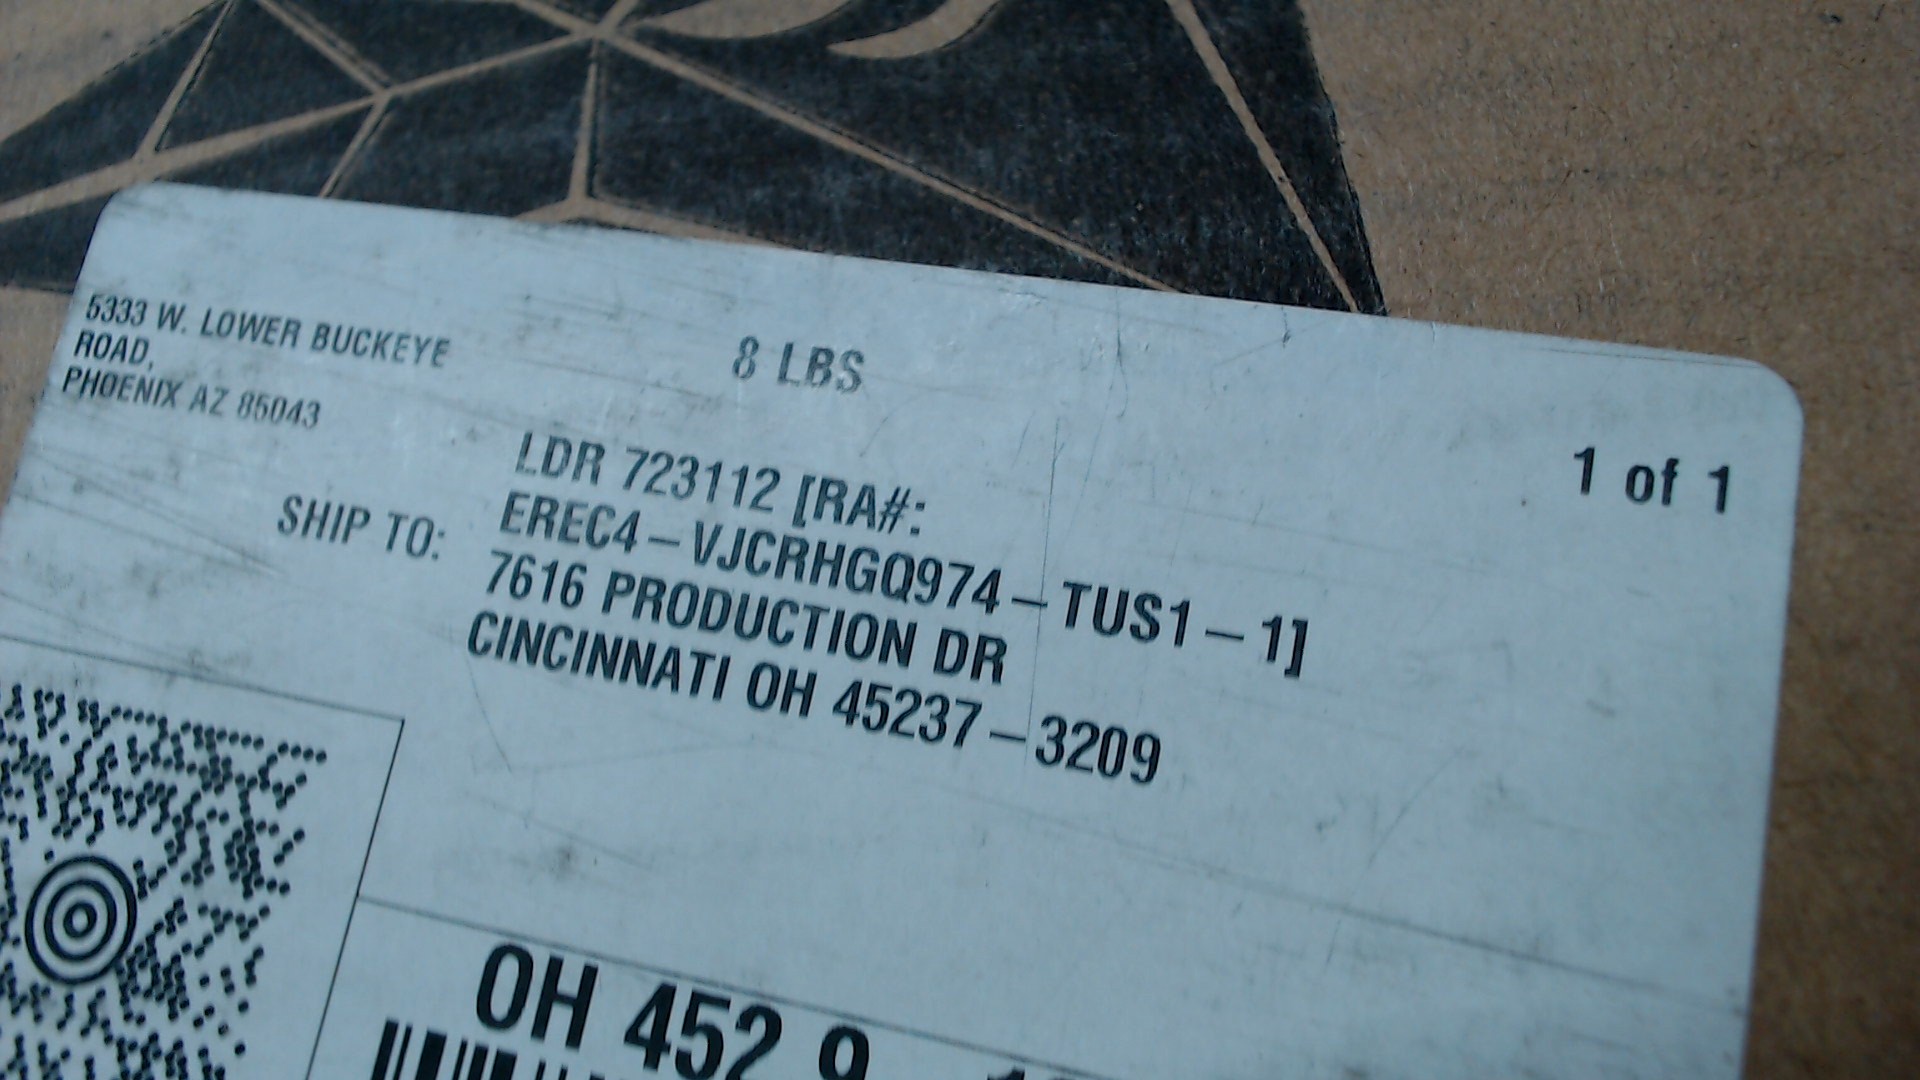 5333 W. LOWER BUCKEYE
ROAD,
PHOENIX AZ 85043
8 LBS
1 of 1
SHIP TO:
LDR 723112 [RA#:
EREC4-VJCRHGQ974-TUS1-1]
7616 PRODUCTION DR
CINCINNATI OH 45237-3209
OH 452 9